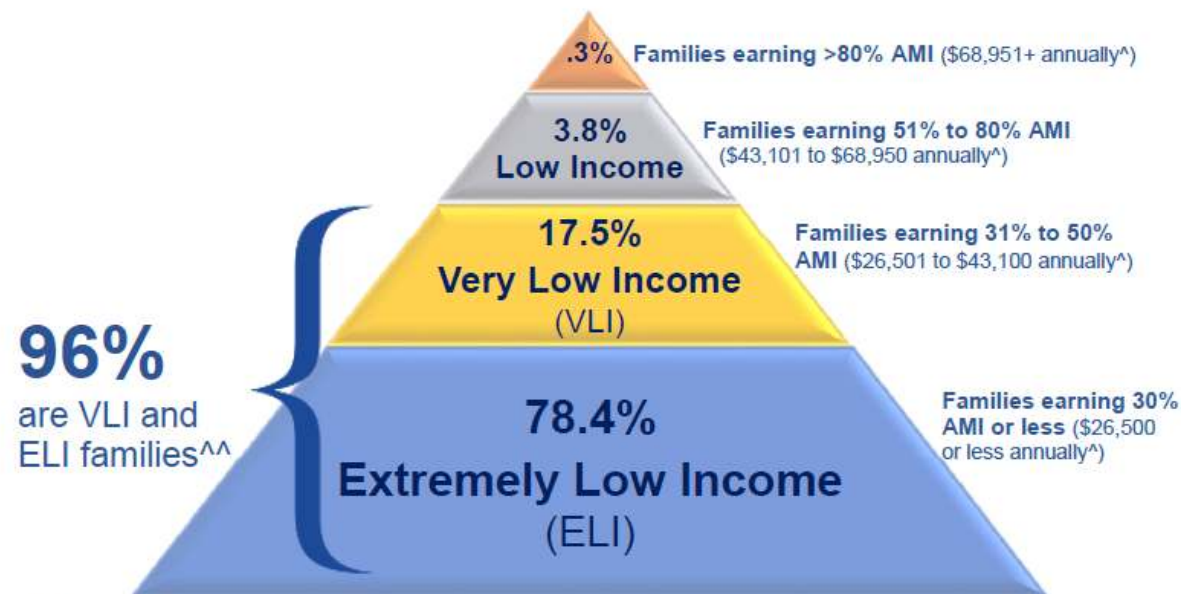 .3%
Families earning >80% AMI ($68,951+ annually^)
3.8%
Low Income
Families earning 51% to 80% AMI
($43,101 to $68,950 annually^)
17.5%
Very Low Income
(VLI)
Families earning 31% to 50%
AMI ($26,501 to $43,100 annually^)
96%
are VLI and
ELI families^^
78.4%
Extremely Low Income
(ELI)
Families earning 30%
AMI or less ($26,500
or less annually^)